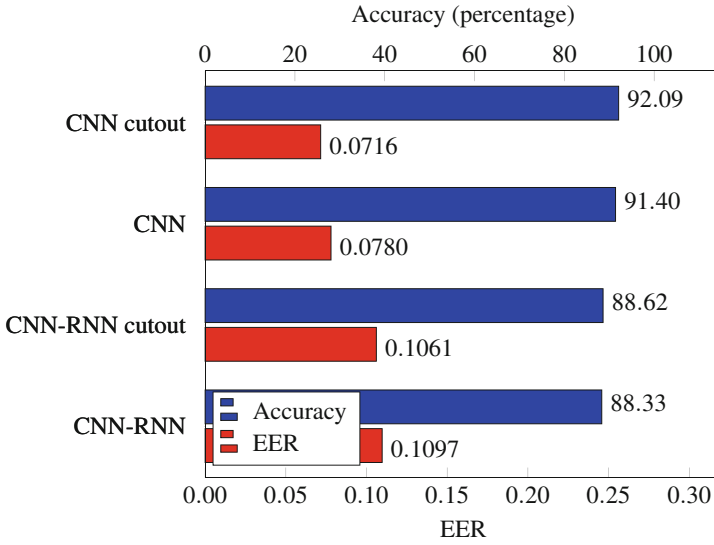 Accuracy (percentage)
0 20 40 60 80 100
CNN cutout 92.09
0.0716
CNN 91.40
0.0780
CNN-RNN cutout 88.62
0.1061
CNN-RNN 88.33
0.1097
Accuracy
EER
0.00 0.05 0.10 0.15 0.20 0.25 0.30
EER